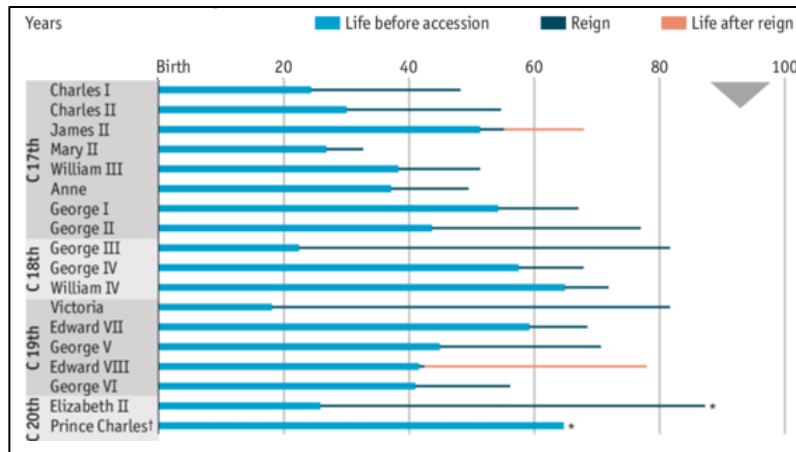 Years Life before accession Reign Life after reign
Birth 20 40 60 80 100
C 17th
Charles I
Charles II
James II
Mary II
William III
Anne
George I
George II
C 18th
George III
George IV
William IV
C 19th
Victoria
Edward VII
George V
Edward VIII
George VI
C 20th
Elizabeth II *
Prince Charles† *